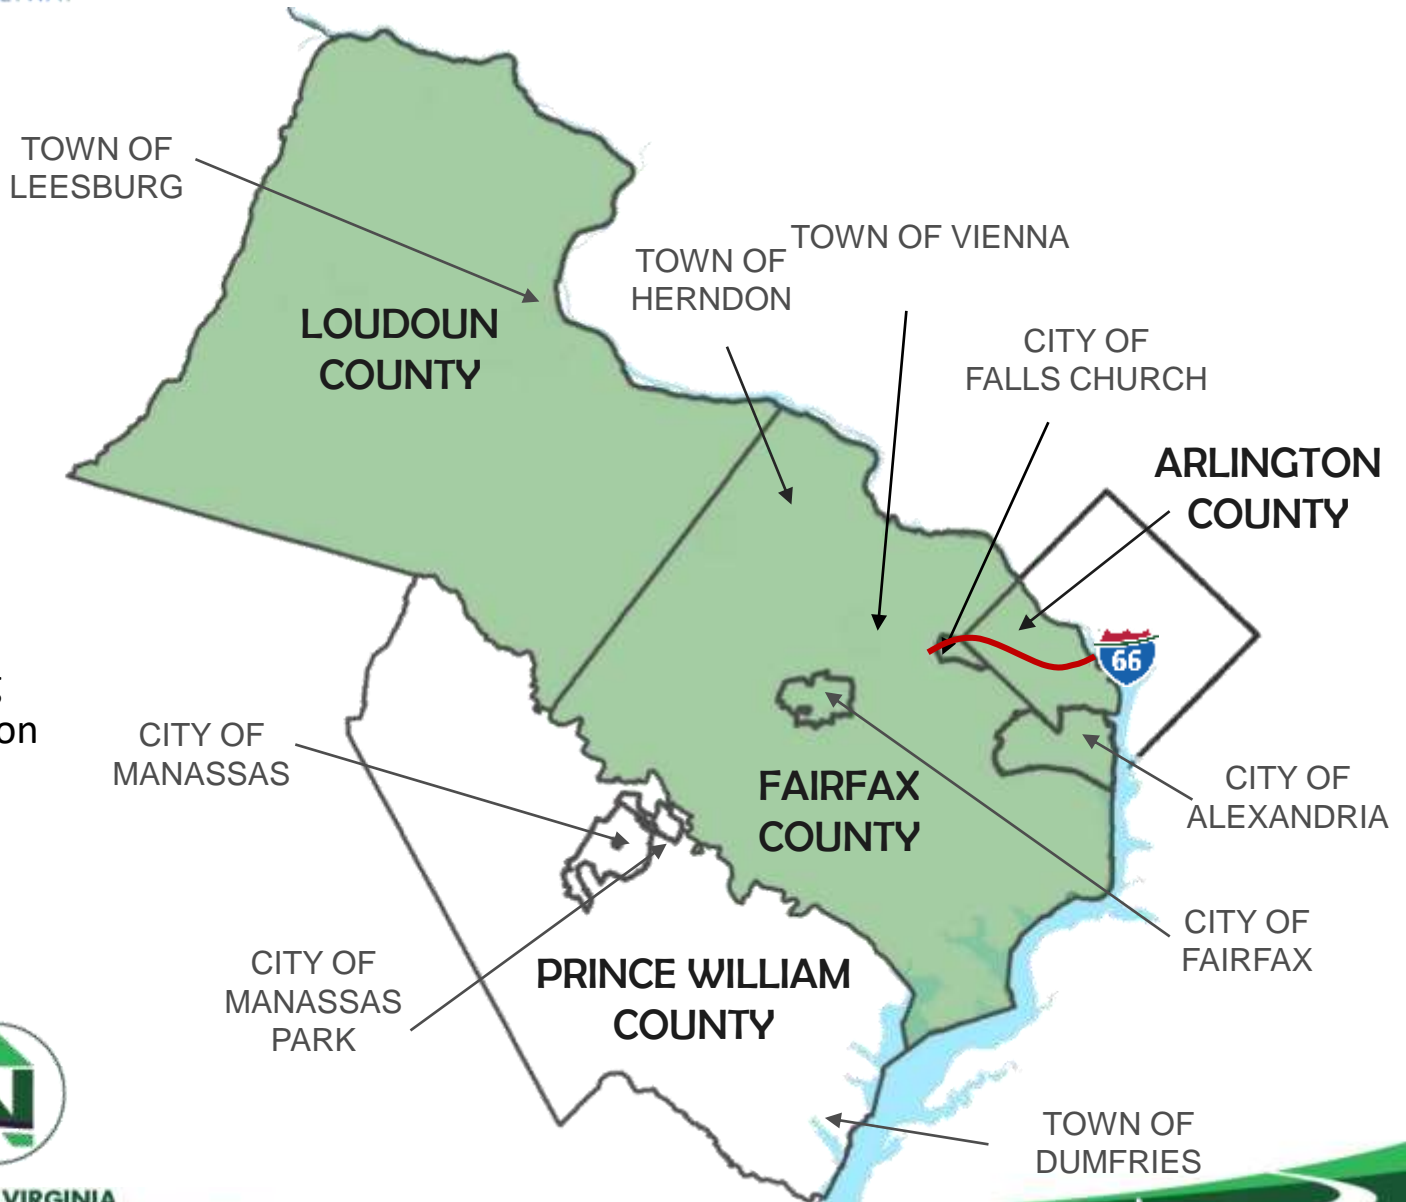 TOWN OF
LEESBURG
TOWN OF VIENNA
TOWN OF
HERNDON
LOUDOUN
COUNTY
CITY OF
FALLS CHURCH
ARLINGTON
COUNTY
66
on
CITY OF
MANASSAS
FAIRFAX
COUNTY
CITY OF
ALEXANDRIA
CITY OF
FAIRFAX
CITY OF
MANASSAS
PARK
PRINCE WILLIAM
COUNTY
TOWN OF
DUMFRIES
VIRGINIA